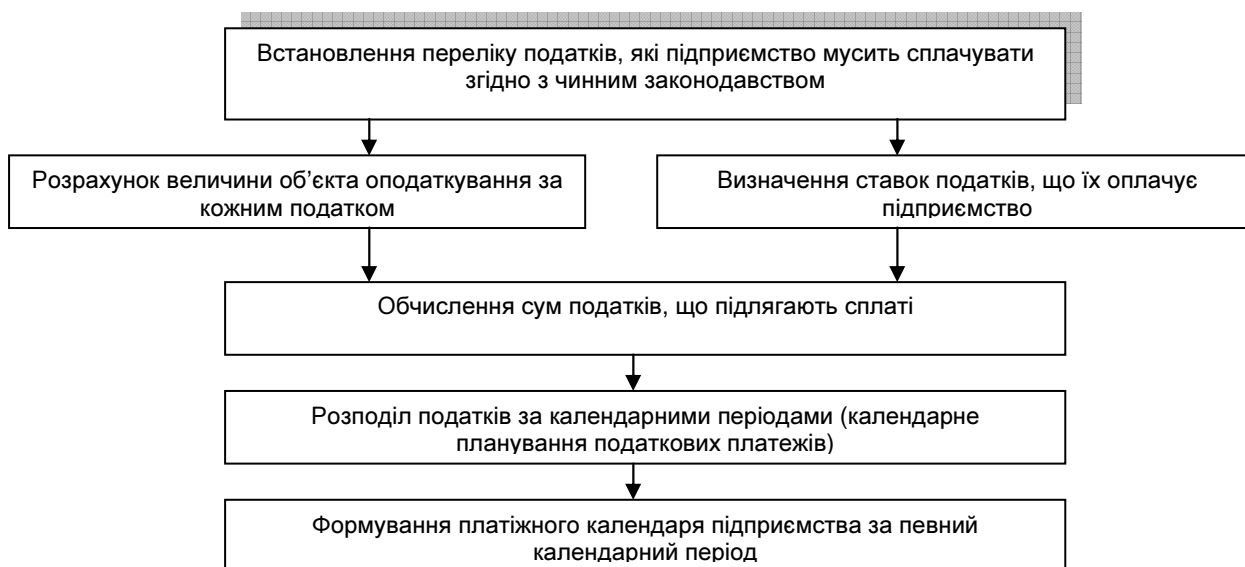 Встановлення переліку податків, які підприємство мусить сплачувати
згідно з чинним законодавством
Розрахунок величини об’єкта оподаткування за
кожним податком
Визначення ставок податків, що їх оплачує
підприємство
Обчислення сум податків, що підлягають сплаті
Розподіл податків за календарними періодами (календарне
планування податкових платежів)
Формування платіжного календаря підприємства за певний
календарний період